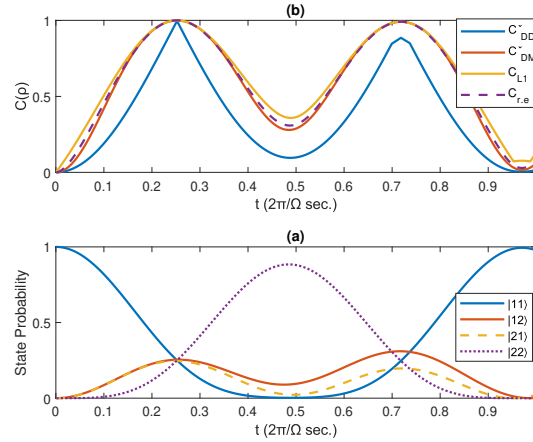 (b)
C(ρ)
1
0.5
0
0 0.1 0.2 0.3 0.4 0.5 0.6 0.7 0.8 0.9
t (2π/Ω sec.)
C˘DD
C˘DM
CL1
Cr.e
(a)
State Probability
1
0.5
0
0 0.1 0.2 0.3 0.4 0.5 0.6 0.7 0.8 0.9
t (2π/Ω sec.)
|11⟩
|12⟩
|21⟩
|22⟩